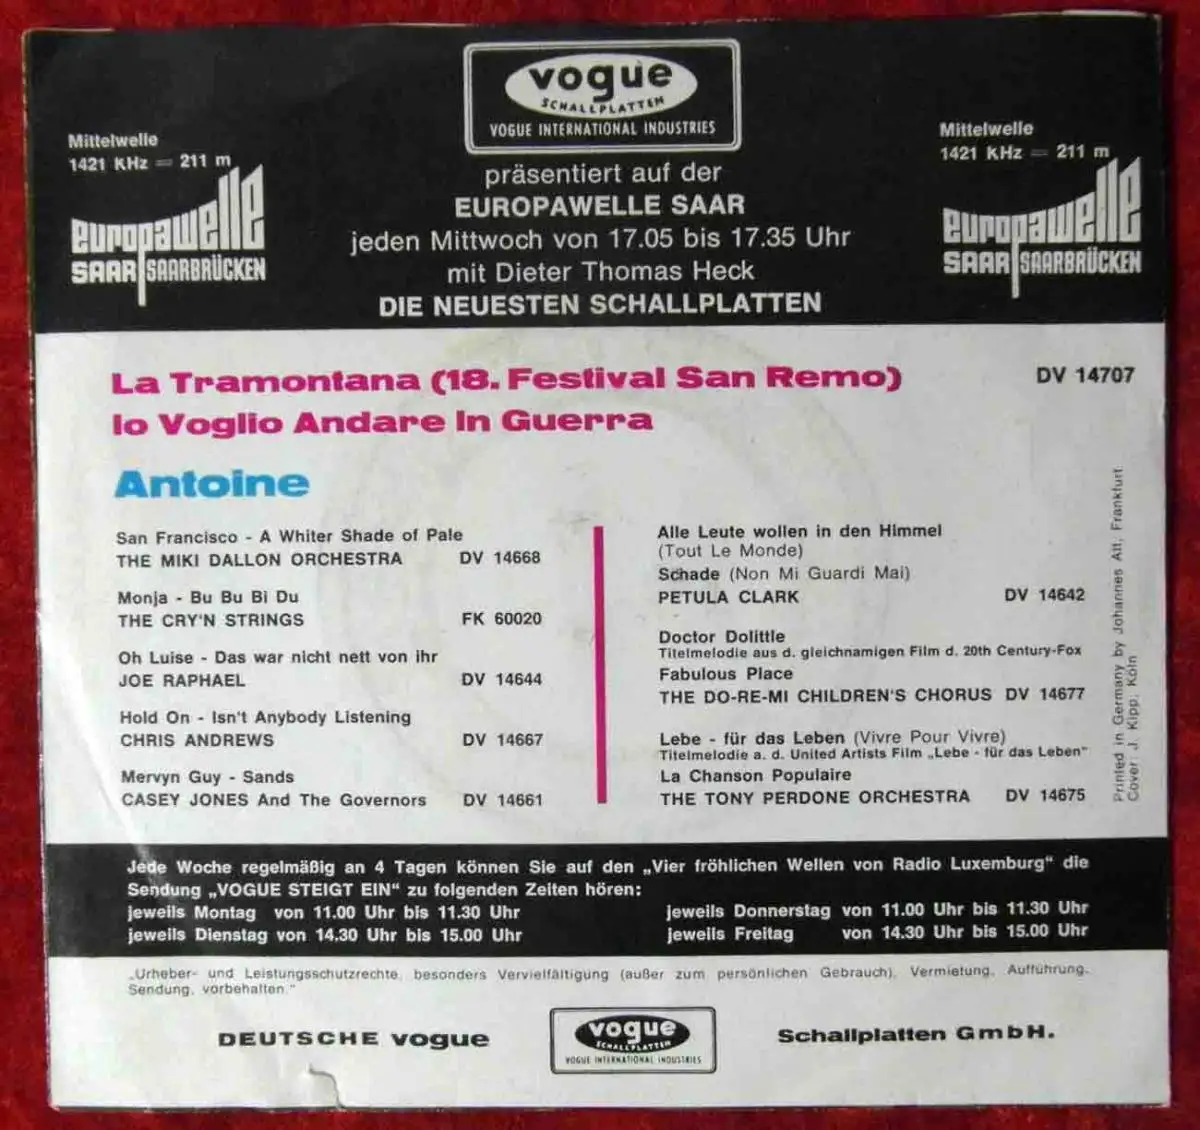 vogue
SCHALLPLATTEN
VOGUE INTERNATIONAL INDUSTRIES
Mittelwelle
1421 KHz = 211 m
europawelle
SAAR SAARBRÜCKEN
Mittelwelle
1421 KHz = 211 m
europawelle
SAAR SAARBRÜCKEN
präsentiert auf der
EUROPAWELLE SAAR
jeden Mittwoch von 17.05 bis 17.35 Uhr
mit Dieter Thomas Heck
DIE NEUESTEN SCHALLPLATTEN
La Tramontana (18. Festival San Remo)
DV 14707
Io Voglio Andare In Guerra
Antoine
San Francisco - A Whiter Shade of Pale
THE MIKI DALLON ORCHESTRA DV 14668
Monja - Bu Bu Bi Du
THE CRY'N STRINGS FK 60020
Oh Luise - Das war nicht nett von ihr
JOE RAPHAEL DV 14644
Hold On - Isn't Anybody Listening
CHRIS ANDREWS DV 14667
Mervyn Guy - Sands
CASEY JONES And The Governors DV 14661
Alle Leute wollen in den Himmel
(Tout Le Monde)
Schade (Non Mi Guardi Mai)
PETULA CLARK DV 14642
Doctor Dolittle
Titelmelodie aus d. gleichnamigen Film d. 20th Century-Fox
Fabulous Place
THE DO-RE-MI CHILDREN'S CHORUS DV 14677
Lebe - für das Leben (Vivre Pour Vivre)
Titelmelodie a. d. United Artists Film „Lebe - für das Leben"
La Chanson Populaire
THE TONY PERDONE ORCHESTRA DV 14675
Printed in Germany by Johannes Alt, Frankfurt
Cover: J. Kipp, Köln
Jede Woche regelmäßig an 4 Tagen können Sie auf den „Vier fröhlichen Wellen von Radio Luxemburg" die
Sendung „VOGUE STEIGT EIN" zu folgenden Zeiten hören:
jeweils Montag von 11.00 Uhr bis 11.30 Uhr
jeweils Dienstag von 14.30 Uhr bis 15.00 Uhr
jeweils Donnerstag von 11.00 Uhr bis 11.30 Uhr
jeweils Freitag von 14.30 Uhr bis 15.00 Uhr
„Urheber- und Leistungsschutzrechte, besonders Vervielfältigung (außer zum persönlichen Gebrauch), Vermietung, Aufführung,
Sendung, vorbehalten."
DEUTSCHE vogue
vogue
SCHALLPLATTEN
VOGUE INTERNATIONAL INDUSTRIES
Schallplatten GmbH.